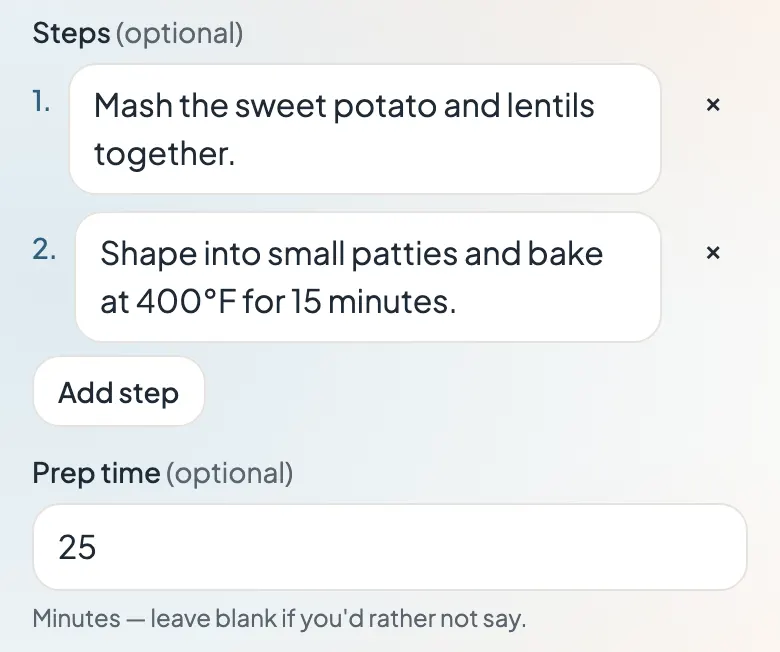 Steps (optional)
1. Mash the sweet potato and lentils ×
together.
2. Shape into small patties and bake ×
at 400°F for 15 minutes.
Add step
Prep time (optional)
25
Minutes — leave blank if you'd rather not say.